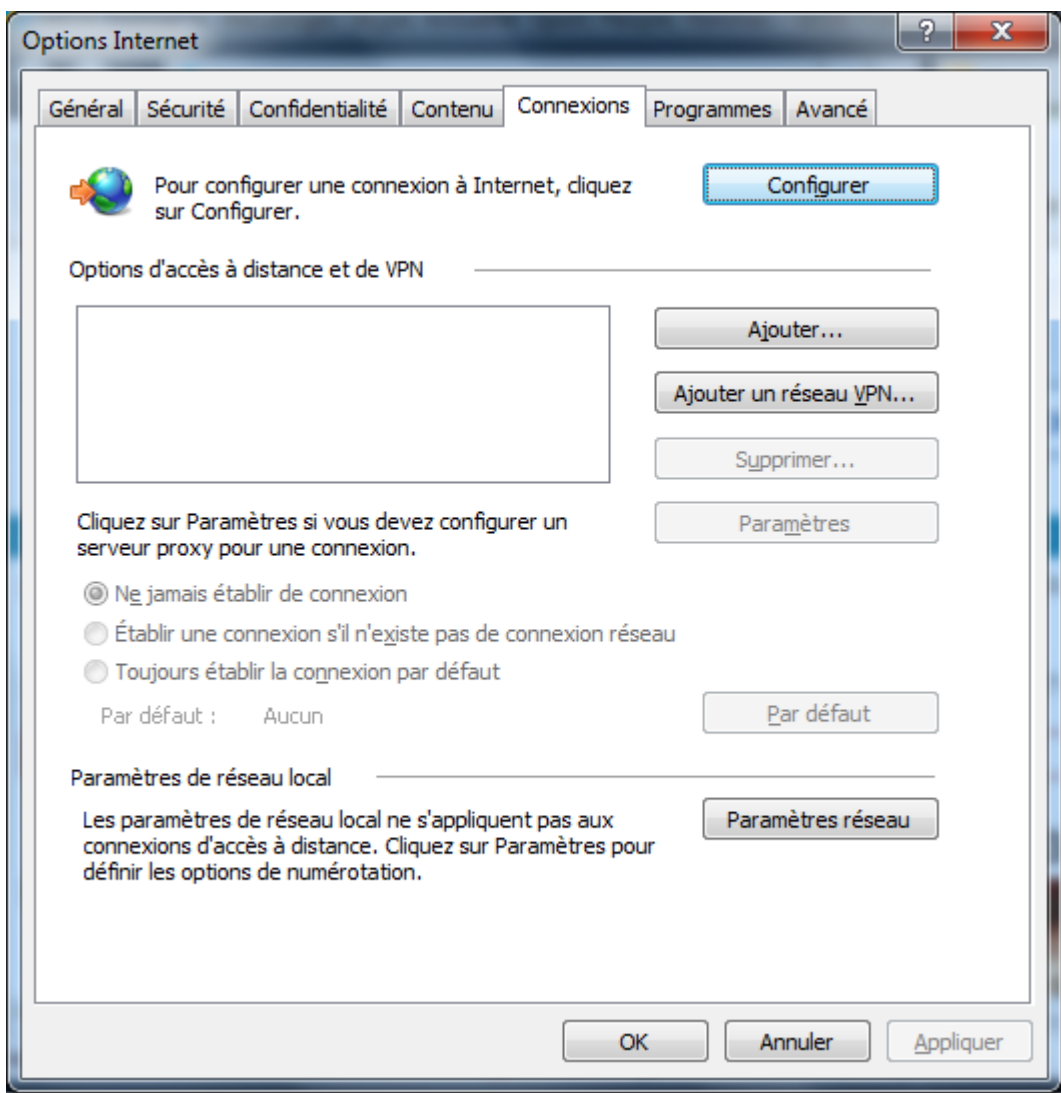 Options Internet
Général Sécurité Confidentialité Contenu Connexions Programmes Avancé
Pour configurer une connexion à Internet, cliquez
sur Configurer.
Configurer
Options d'accès à distance et de VPN
Ajouter...
Ajouter un réseau VPN...
Supprimer...
Cliquez sur Paramètres si vous devez configurer un
serveur proxy pour une connexion.
Paramètres
Ne jamais établir de connexion
Établir une connexion s'il n'existe pas de connexion réseau
Toujours établir la connexion par défaut
Par défaut : Aucun
Par défaut
Paramètres de réseau local
Les paramètres de réseau local ne s'appliquent pas aux
connexions d'accès à distance. Cliquez sur Paramètres pour
définir les options de numérotation.
Paramètres réseau
OK Annuler Appliquer